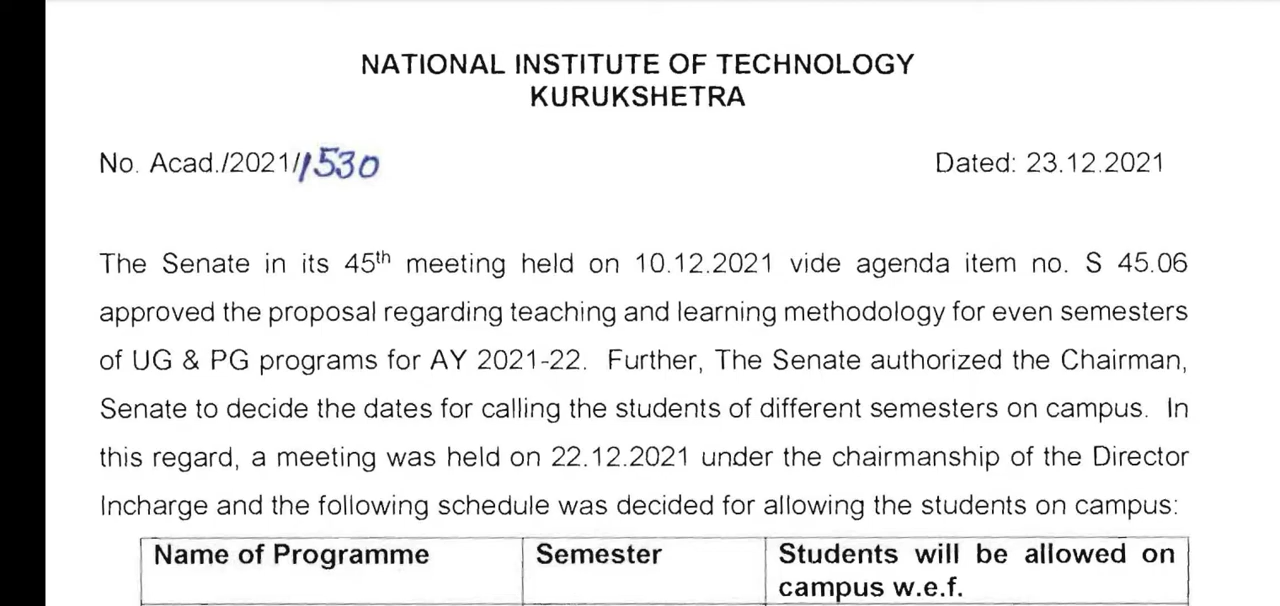 NATIONAL INSTITUTE OF TECHNOLOGY
KURUKSHETRA
No. Acad./2021/1530 Dated: 23.12.2021
The Senate in its 45th meeting held on 10.12.2021 vide agenda item no. S 45.06
approved the proposal regarding teaching and learning methodology for even semesters
of UG & PG programs for AY 2021-22. Further, The Senate authorized the Chairman,
Senate to decide the dates for calling the students of different semesters on campus. In
this regard, a meeting was held on 22.12.2021 under the chairmanship of the Director
Incharge and the following schedule was decided for allowing the students on campus:
Name of Programme Semester Students will be allowed on
campus w.e.f.